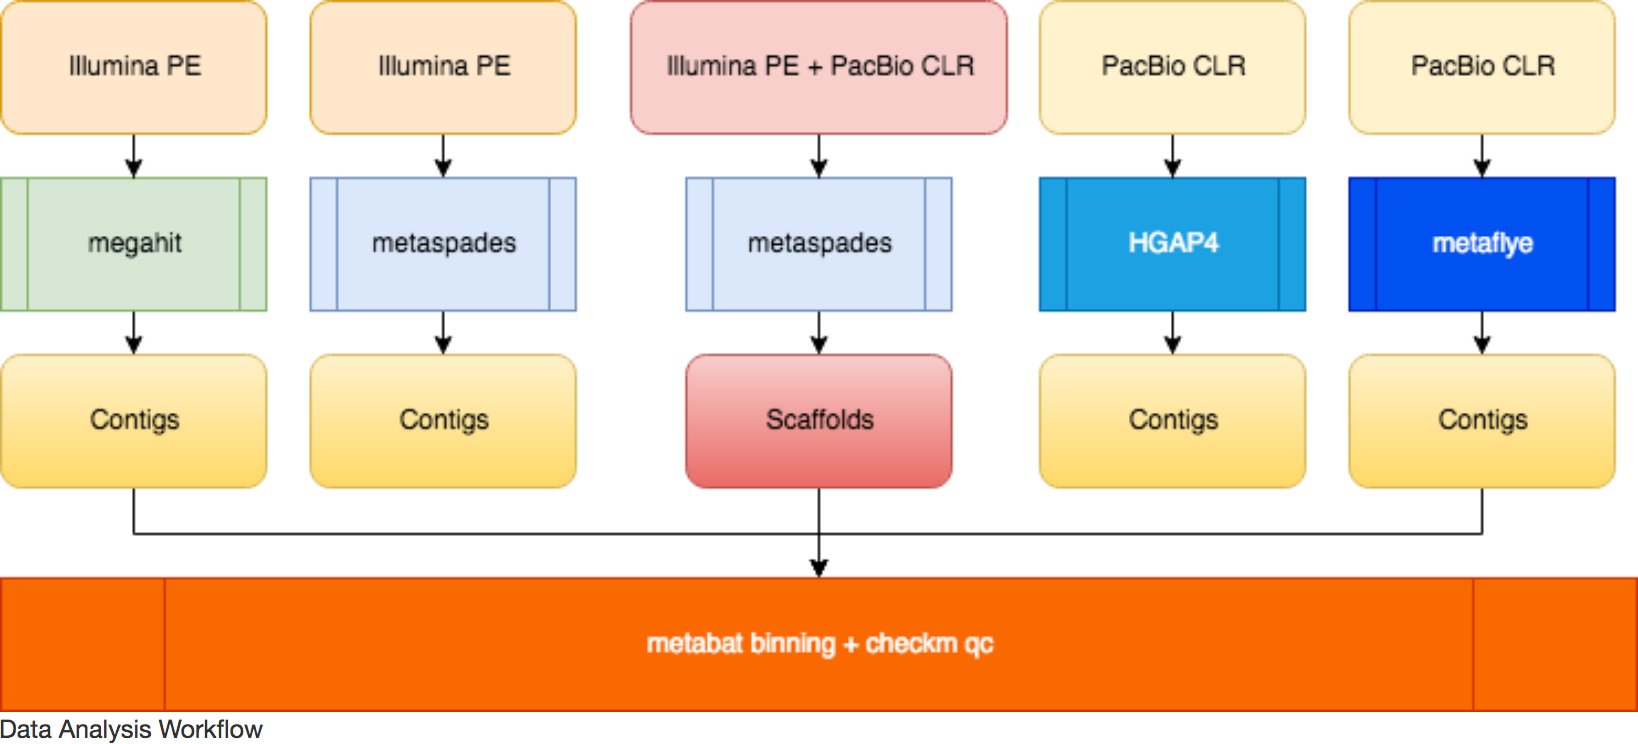 Illumina PE
Illumina PE
Illumina PE + PacBio CLR
PacBio CLR
PacBio CLR
megahit
metaspades
metaspades
HGAP4
metaflye
Contigs
Contigs
Scaffolds
Contigs
Contigs
metabat binning + checkm qc
Data Analysis Workflow